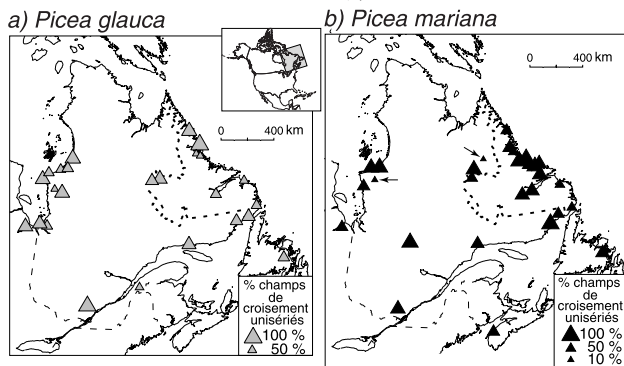 a) Picea glauca
b) Picea mariana
0 400 km
0 400 km
% champs
de
croisement
unisériés
100 %
50 %
% champs
de
croisement
unisériés
100 %
50 %
10 %